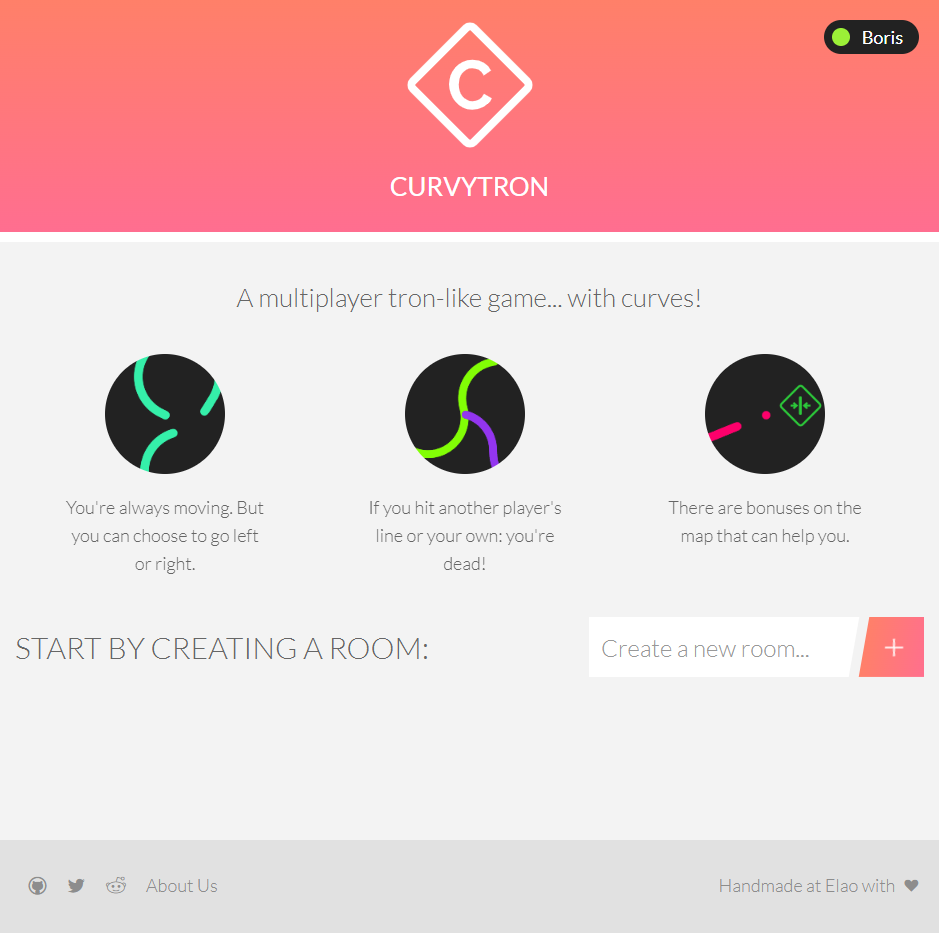 Boris
C
CURVYTRON
A multiplayer tron-like game... with curves!
You're always moving. But
you can choose to go left
or right.
If you hit another player's
line or your own: you're
dead!
There are bonuses on the
map that can help you.
START BY CREATING A ROOM:
Create a new room...
+
About Us
Handmade at Elao with ♥